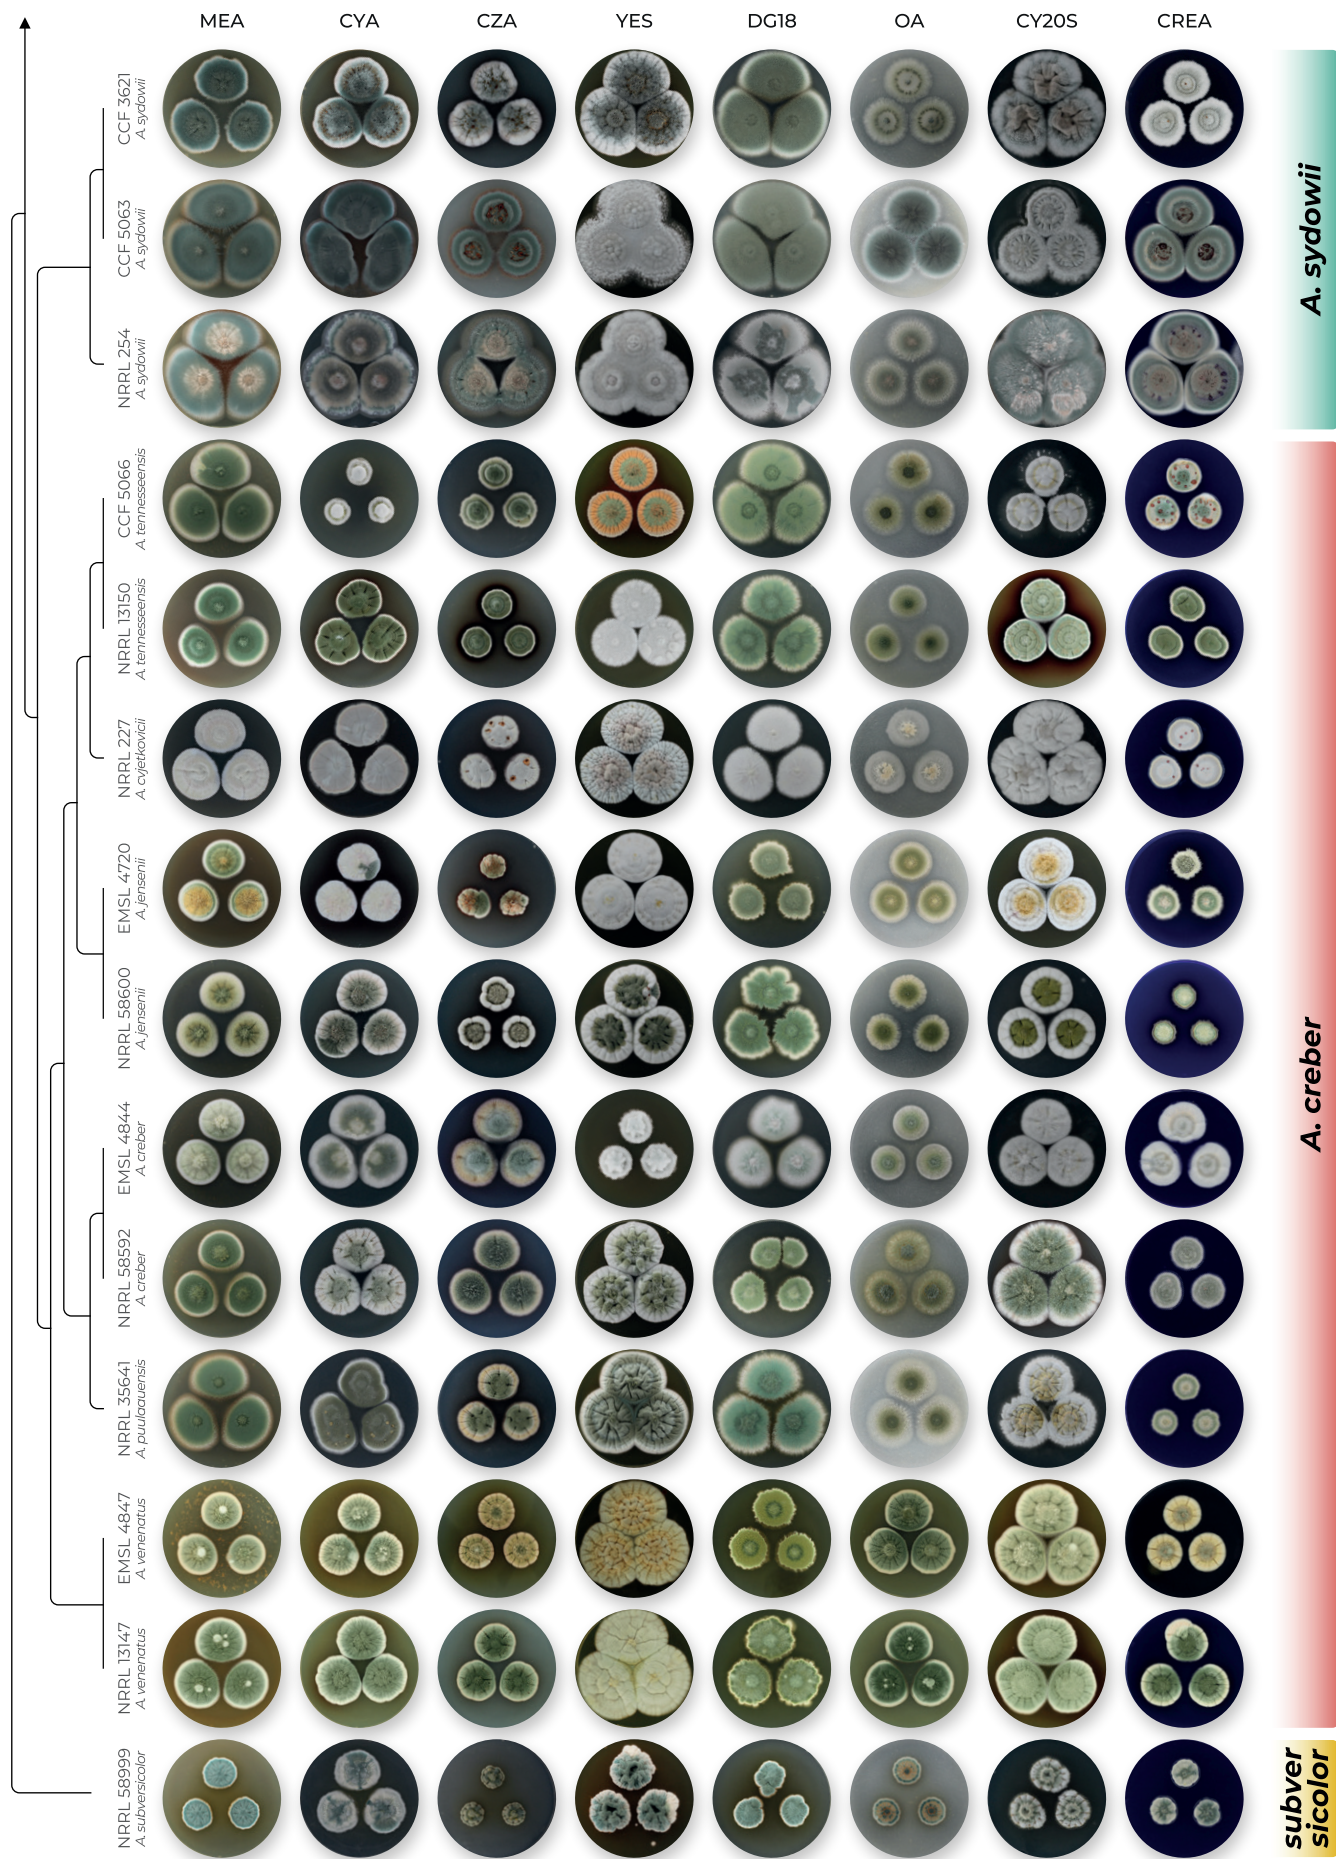 MEA CYA CZA YES DG18 OA CY20S CREA
CCF 3621
A. sydowii
CCF 5063
A. sydowii
NRRL 254
A. sydowii
A. sydowii
CCF 5066
A. tennesseensis
NRRL 13150
A. tennesseensis
NRRL 227
A. cvjetkovicii
EMSL 4720
A. jensenii
NRRL 58600
A. jensenii
EMSL 4844
A. creber
NRRL 58592
A. creber
NRRL 35641
A. puulaauensis
EMSL 4847
A. venenatus
NRRL 13147
A. venenatus
A. creber
NRRL 58999
A. subversicolor
subver
sicolor